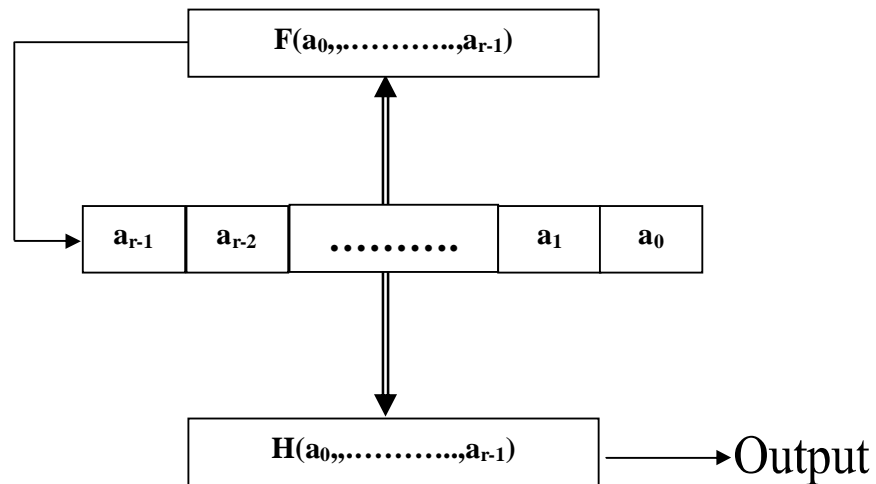 F(a₀,,.………..,aᵣ₋₁)
aᵣ₋₁ aᵣ₋₂ ………. a₁ a₀
H(a₀,,.………..,aᵣ₋₁)
Output